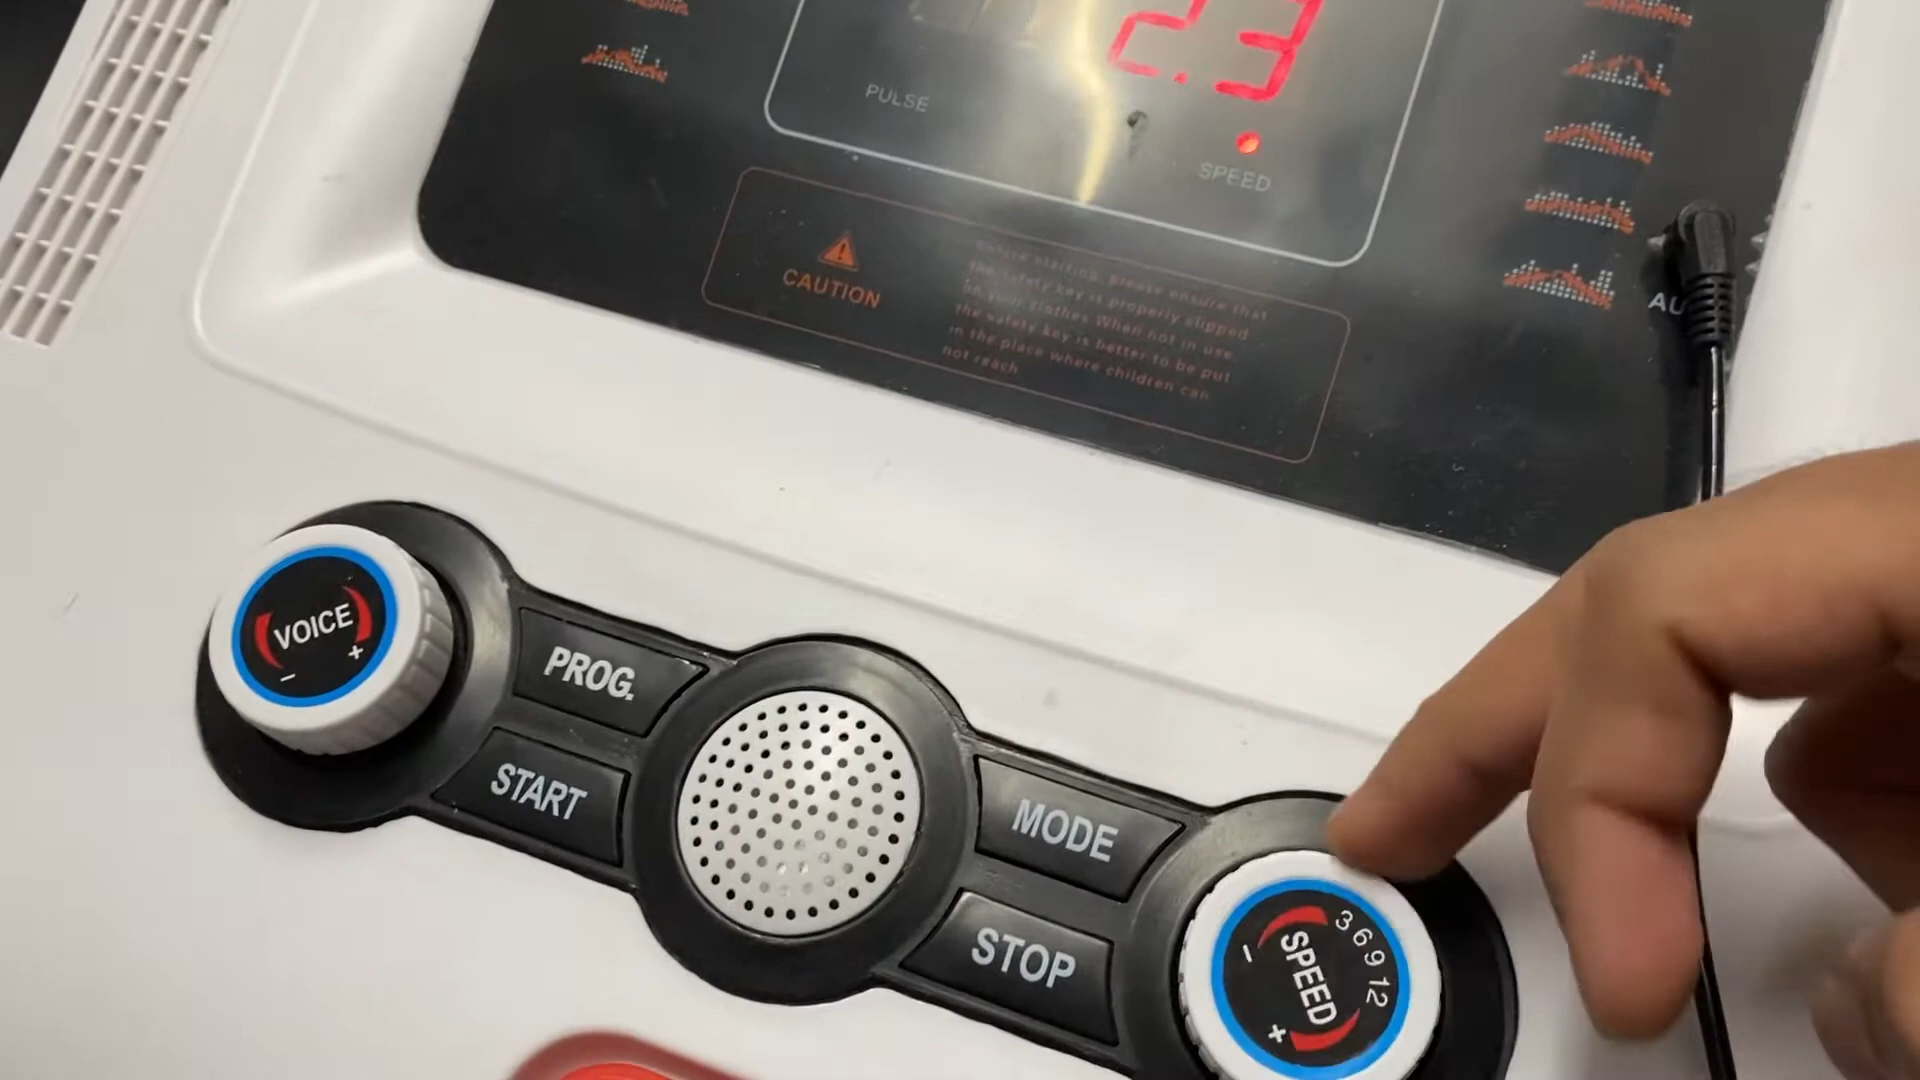 2.3
PULSE
SPEED
CAUTION
Before starting, please ensure that
the safety key is properly clipped
on your clothes When not in use
the safety key is better to be put
in the place where children can
not reach
AU
VOICE
- +
PROG.
START
MODE
STOP
SPEED
- +
3 6 9 12